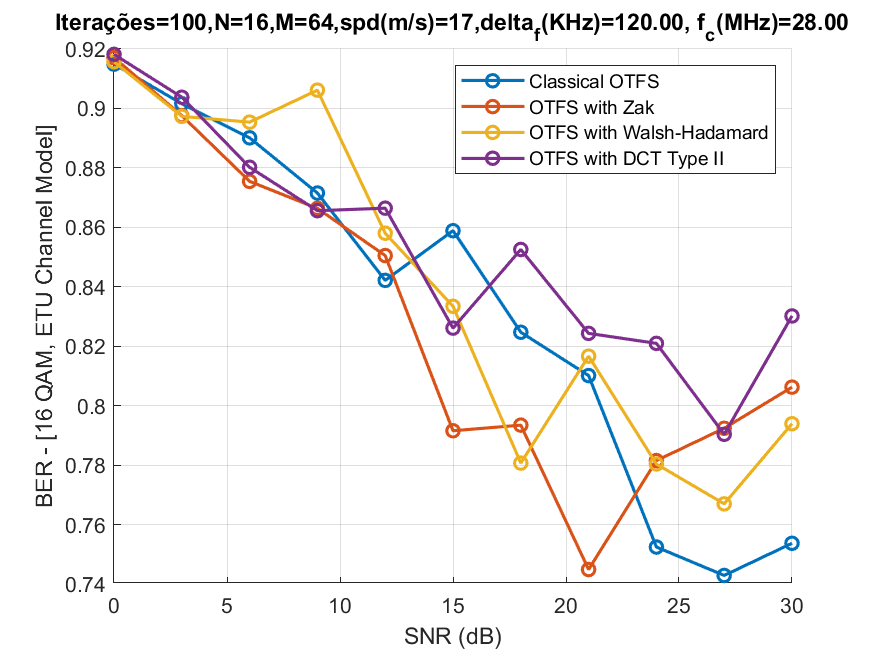 Iterações=100,N=16,M=64,spd(m/s)=17,delta_f(KHz)=120.00, f_c(MHz)=28.00
0.92
0.9
0.88
0.86
0.84
0.82
0.8
0.78
0.76
0.74
BER - [16 QAM, ETU Channel Model]
Classical OTFS
OTFS with Zak
OTFS with Walsh-Hadamard
OTFS with DCT Type II
0 5 10 15 20 25 30
SNR (dB)